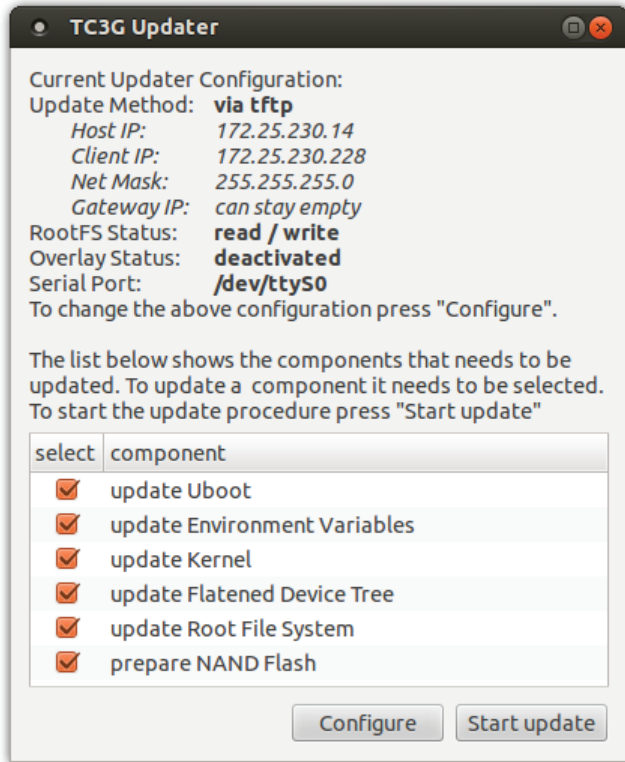 TC3G Updater
Current Updater Configuration:
Update Method: via tftp
Host IP: 172.25.230.14
Client IP: 172.25.230.228
Net Mask: 255.255.255.0
Gateway IP: can stay empty
RootFS Status: read / write
Overlay Status: deactivated
Serial Port: /dev/ttyS0
To change the above configuration press "Configure".
The list below shows the components that needs to be
updated. To update a component it needs to be selected.
To start the update procedure press "Start update"
select component
update Uboot
update Environment Variables
update Kernel
update Flatened Device Tree
update Root File System
prepare NAND Flash
Configure Start update